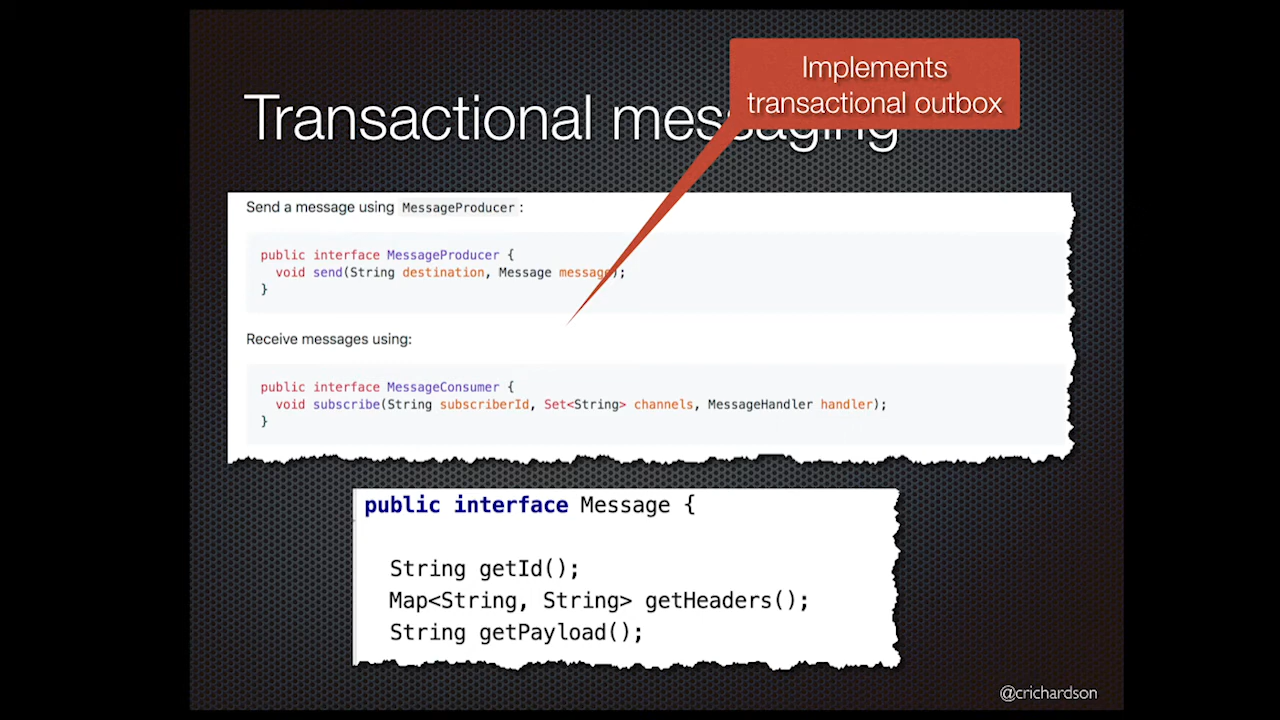 Implements
transactional outbox
Transactional messaging
Send a message using MessageProducer:
public interface MessageProducer {
void send(String destination, Message message);
}
Receive messages using:
public interface MessageConsumer {
void subscribe(String subscriberId, Set<String> channels, MessageHandler handler);
}
public interface Message {
String getId();
Map<String, String> getHeaders();
String getPayload();
@crichardson